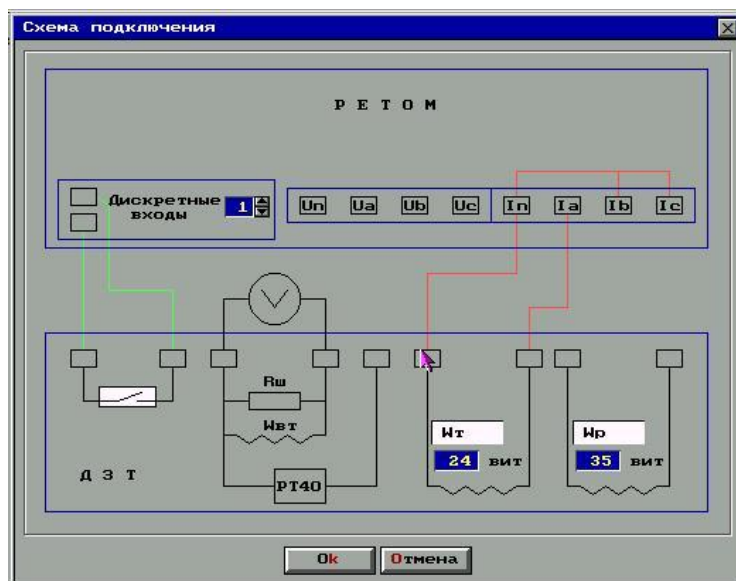 Схема подключения
Р Е Т О М
Дискретные входы 1
Un Ua Ub Uc In Ia Ib Ic
V
Rш
Wвт
Wт Wр
24 вит 35 вит
Д З Т
РТ40
Ok Отмена